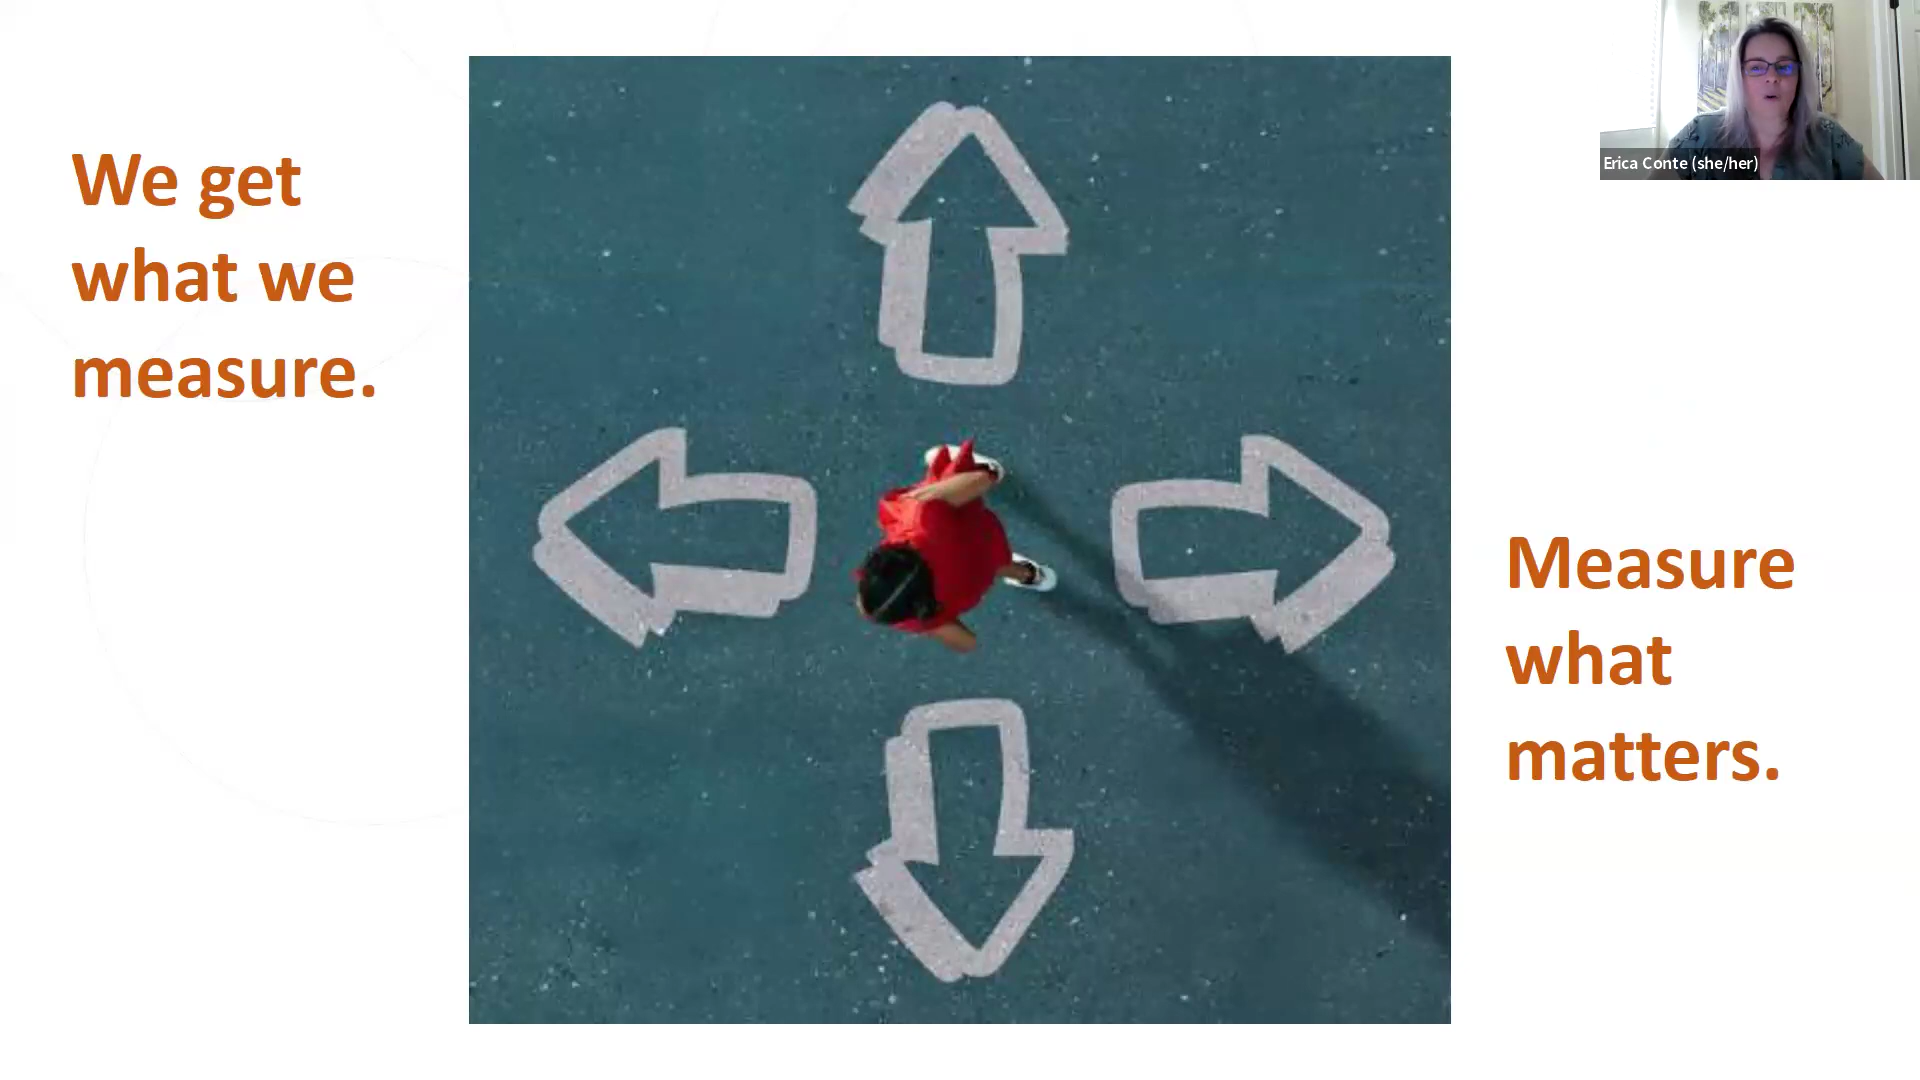 We get
what we
measure.
Erica Conte (she/her)
Measure
what
matters.